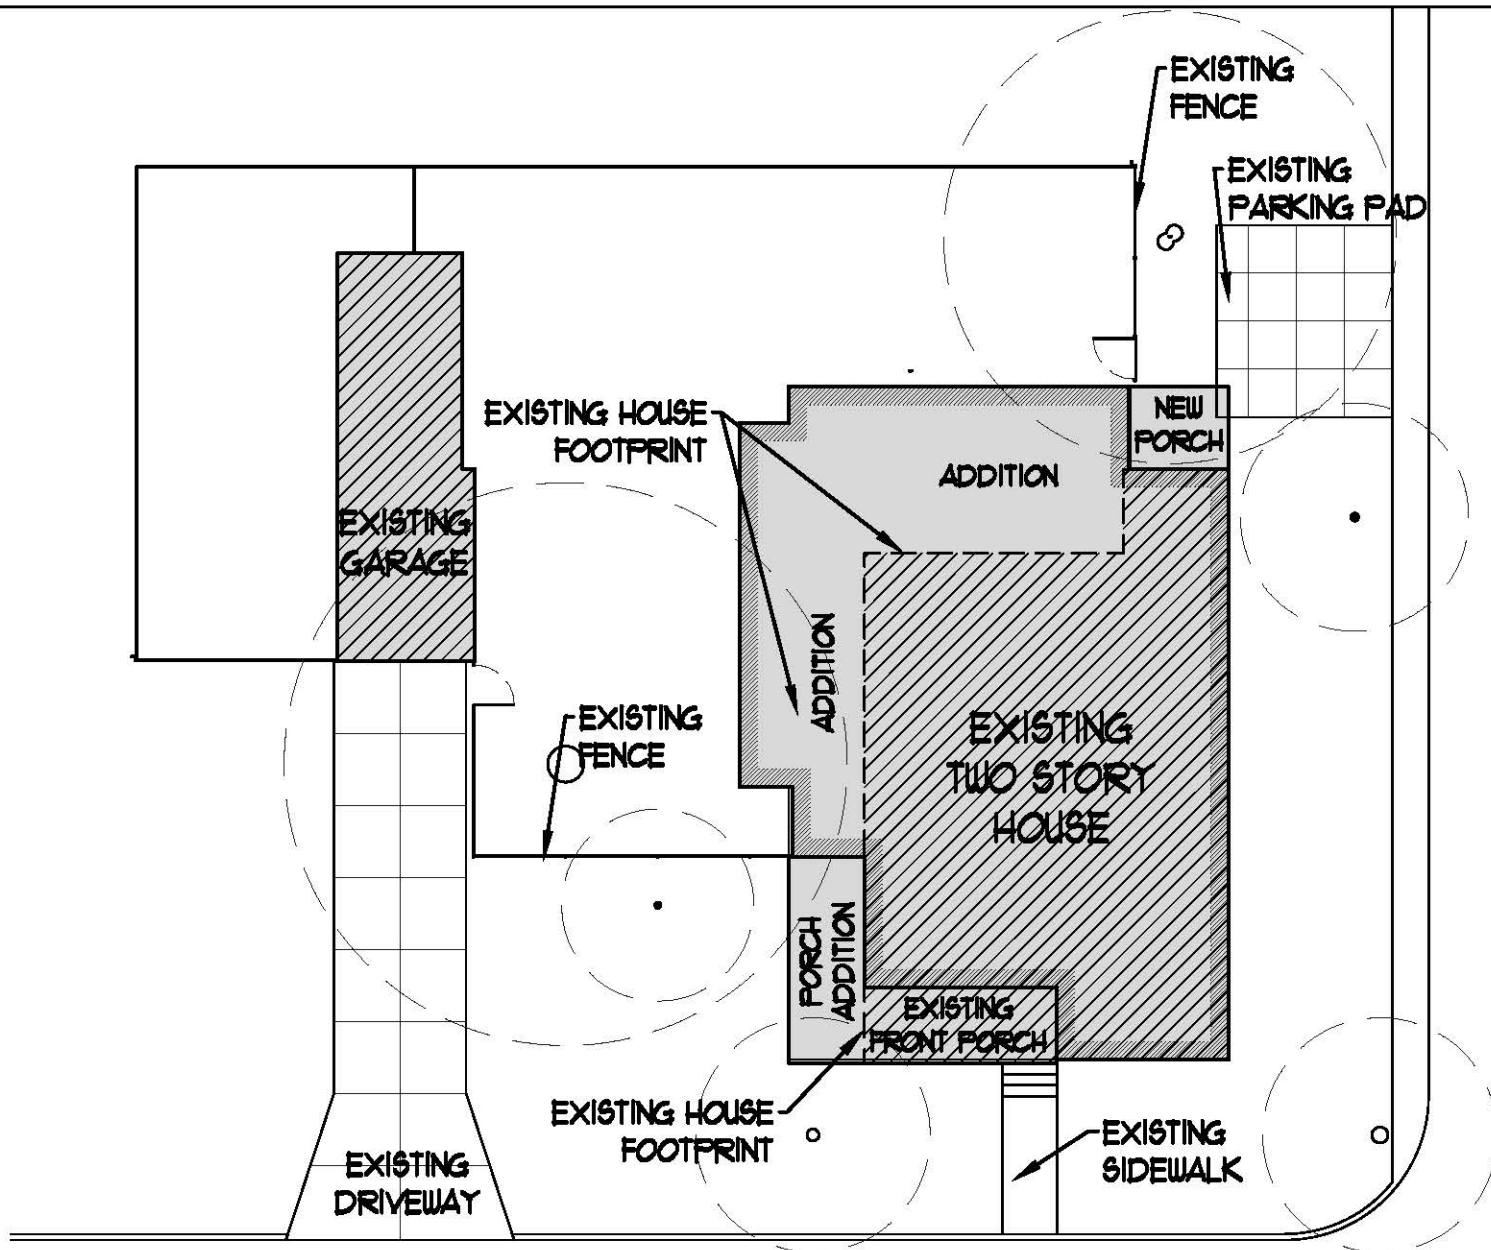 EXISTING
FENCE
EXISTING
PARKING PAD
EXISTING HOUSE
FOOTPRINT
NEW
PORCH
ADDITION
EXISTING
GARAGE
ADDITION
EXISTING
FENCE
EXISTING
TWO STORY
HOUSE
PORCH
ADDITION
EXISTING
FRONT PORCH
EXISTING HOUSE
FOOTPRINT
EXISTING
SIDEWALK
EXISTING
DRIVEWAY